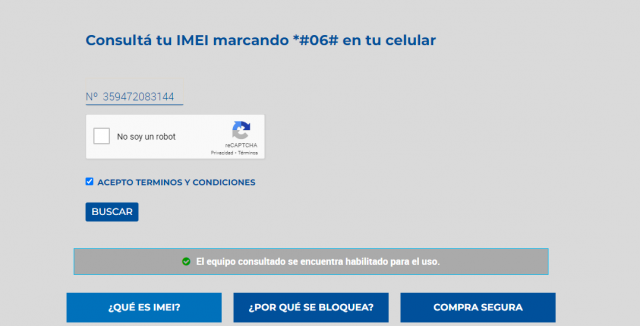 Consultá tu IMEI marcando *#06# en tu celular
Nº 359472083144
No soy un robot
reCAPTCHA
Privacidad - Términos
ACEPTO TERMINOS Y CONDICIONES
BUSCAR
El equipo consultado se encuentra habilitado para el uso.
¿QUÉ ES IMEI?
¿POR QUÉ SE BLOQUEA?
COMPRA SEGURA